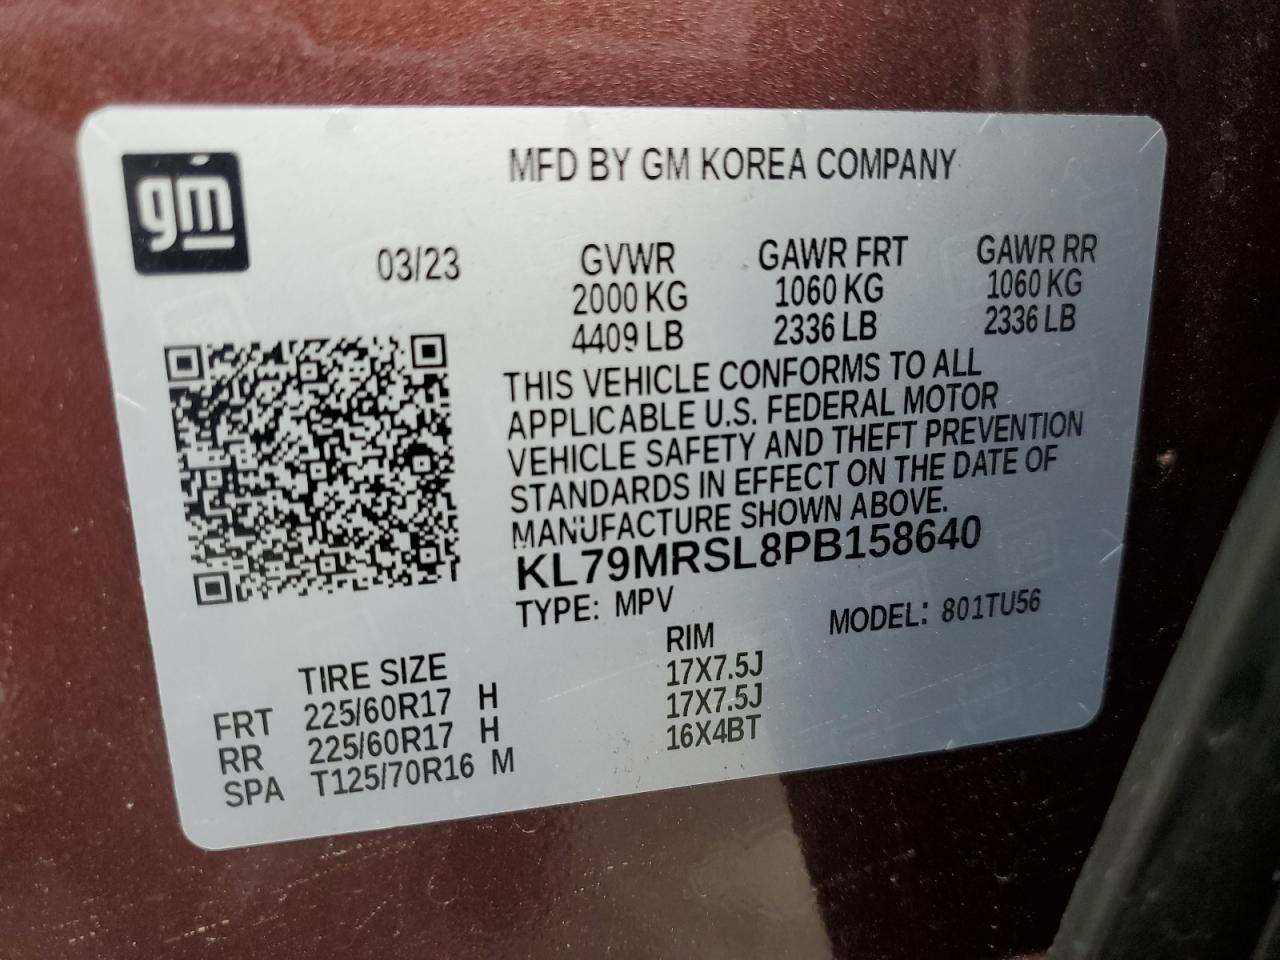 gm
MFD BY GM KOREA COMPANY
03/23 GVWR GAWR FRT GAWR RR
2000 KG 1060 KG 1060 KG
4409 LB 2336 LB 2336 LB
THIS VEHICLE CONFORMS TO ALL
APPLICABLE U.S. FEDERAL MOTOR
VEHICLE SAFETY AND THEFT PREVENTION
STANDARDS IN EFFECT ON THE DATE OF
MANUFACTURE SHOWN ABOVE.
KL79MRSL8PB158640
TYPE: MPV MODEL: 801TU56
TIRE SIZE RIM
FRT 225/60R17 H 17X7.5J
RR 225/60R17 H 17X7.5J
SPA T125/70R16 M 16X4BT